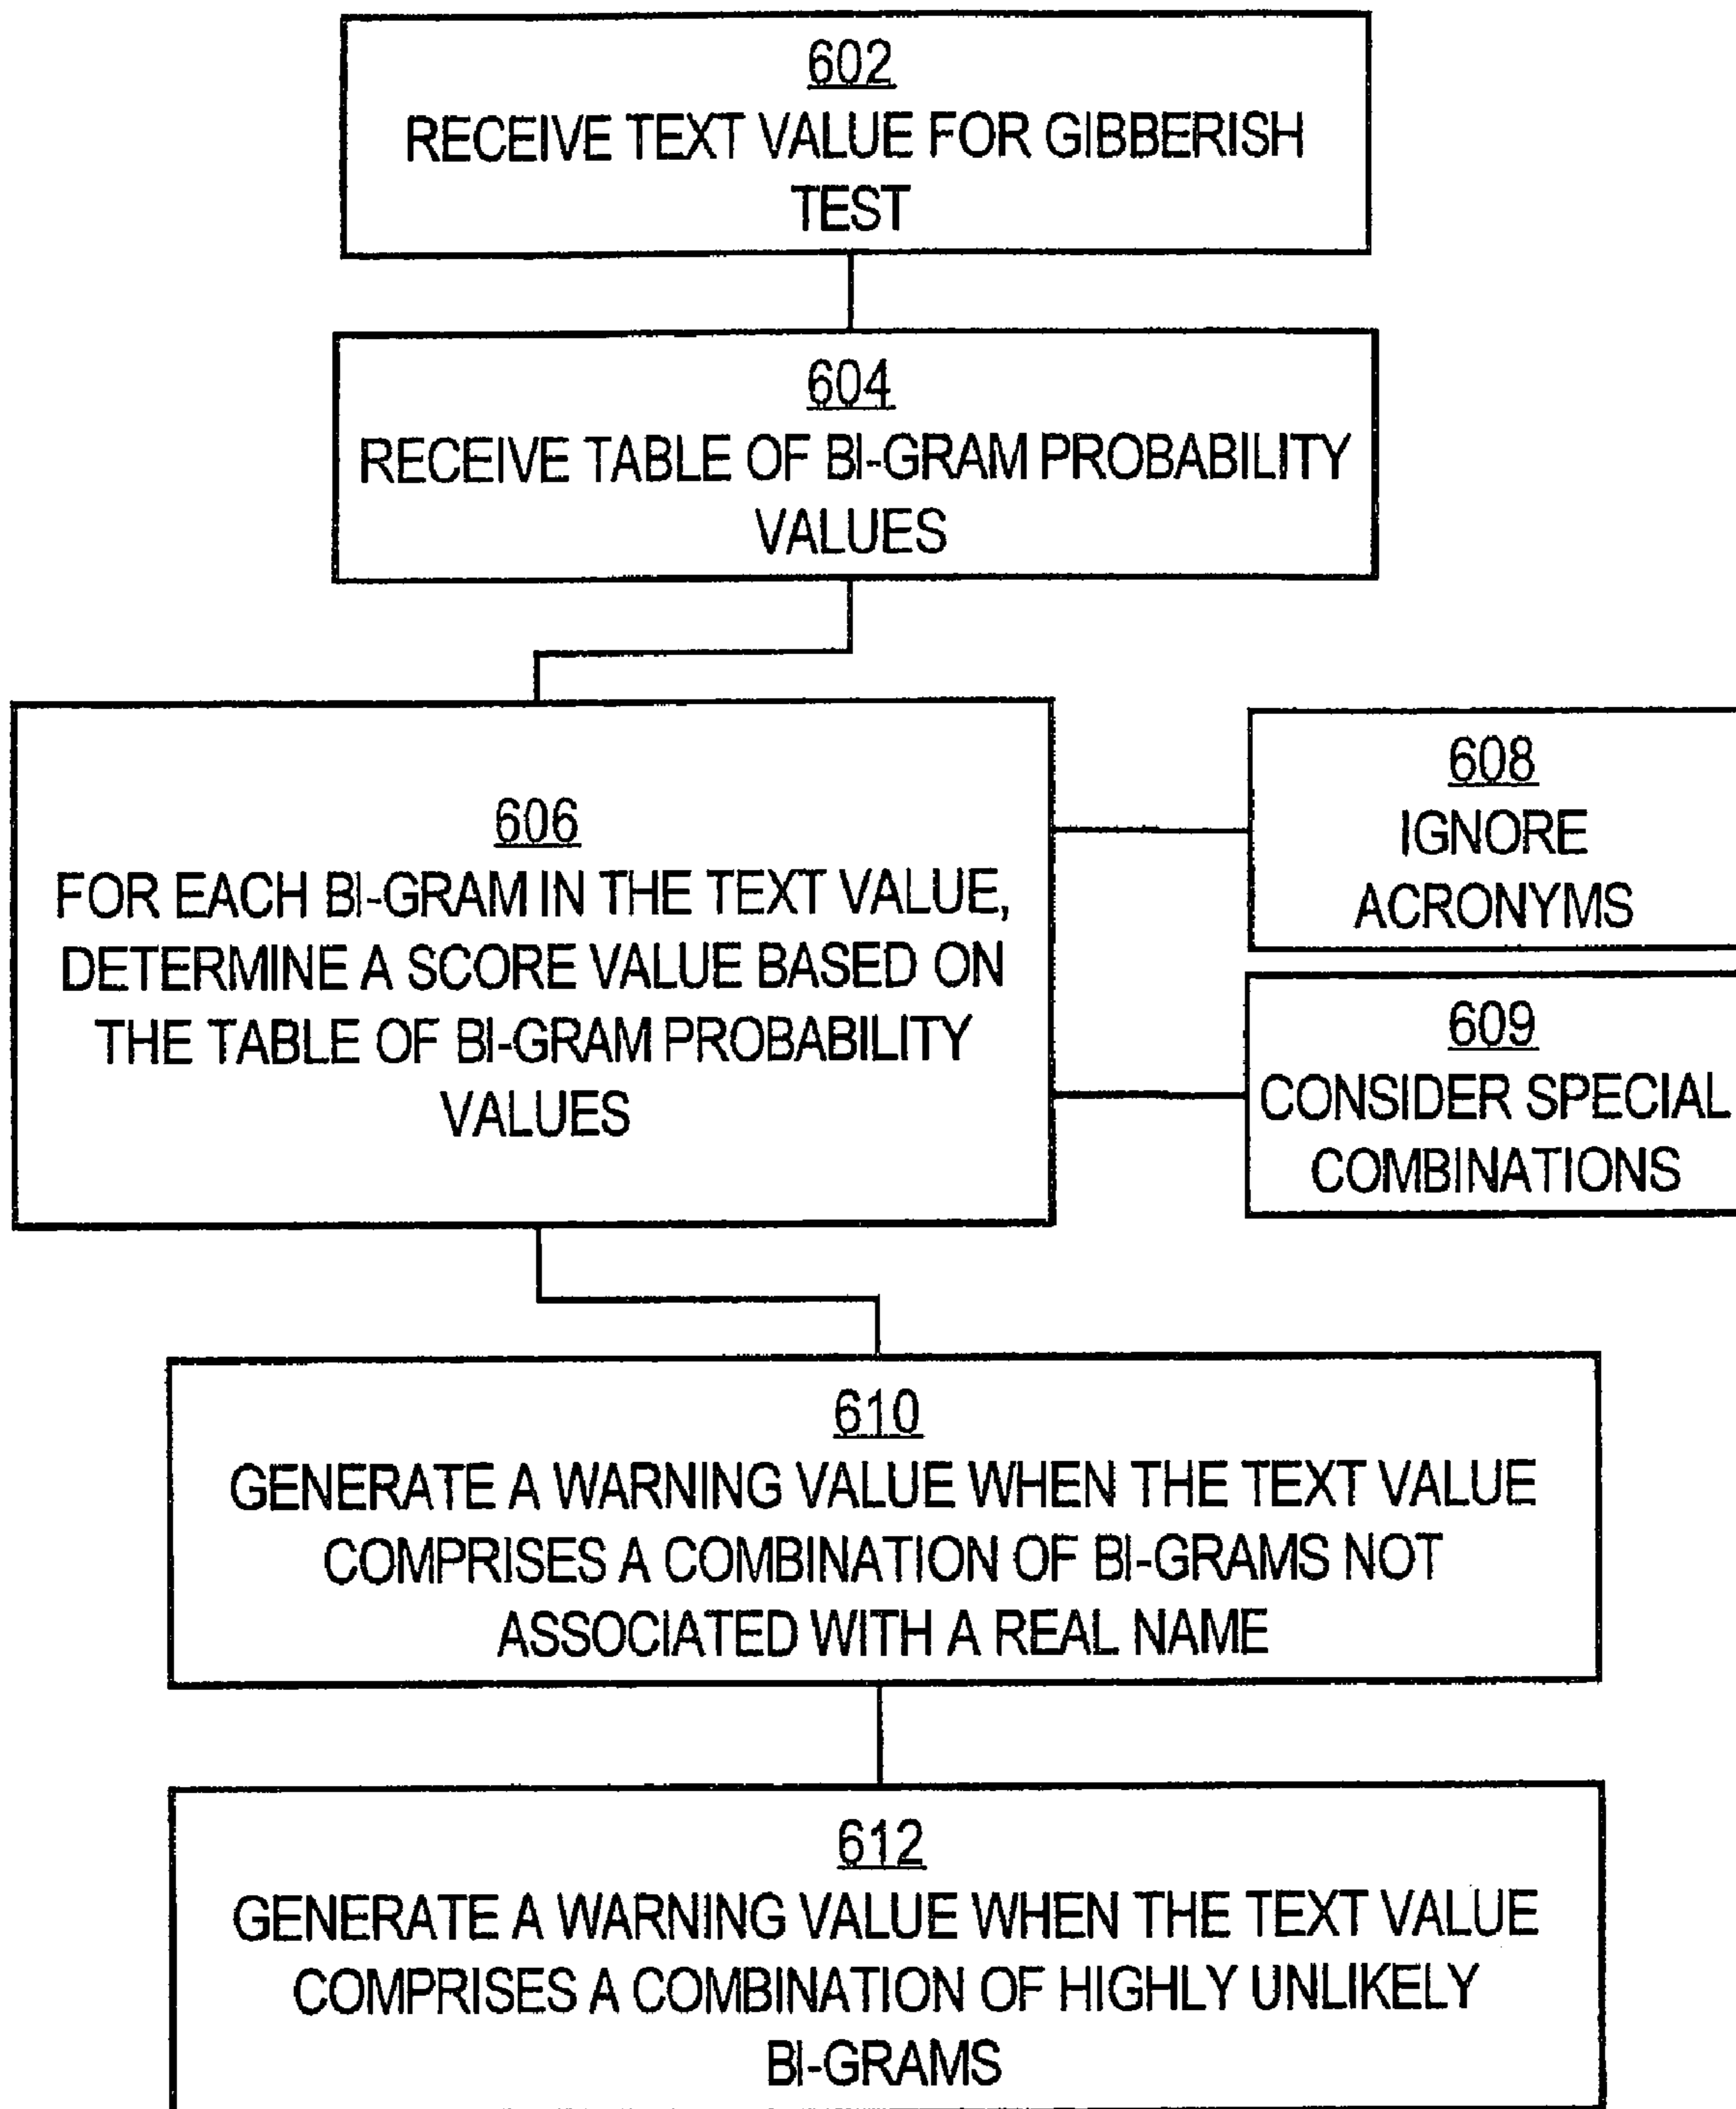 602
RECEIVE TEXT VALUE FOR GIBBERISH
TEST
604
RECEIVE TABLE OF BI-GRAM PROBABILITY
VALUES
606
FOR EACH BI-GRAM IN THE TEXT VALUE,
DETERMINE A SCORE VALUE BASED ON
THE TABLE OF BI-GRAM PROBABILITY
VALUES
608
IGNORE
ACRONYMS
609
CONSIDER SPECIAL
COMBINATIONS
610
GENERATE A WARNING VALUE WHEN THE TEXT VALUE
COMPRISES A COMBINATION OF BI-GRAMS NOT
ASSOCIATED WITH A REAL NAME
612
GENERATE A WARNING VALUE WHEN THE TEXT VALUE
COMPRISES A COMBINATION OF HIGHLY UNLIKELY
BI-GRAMS